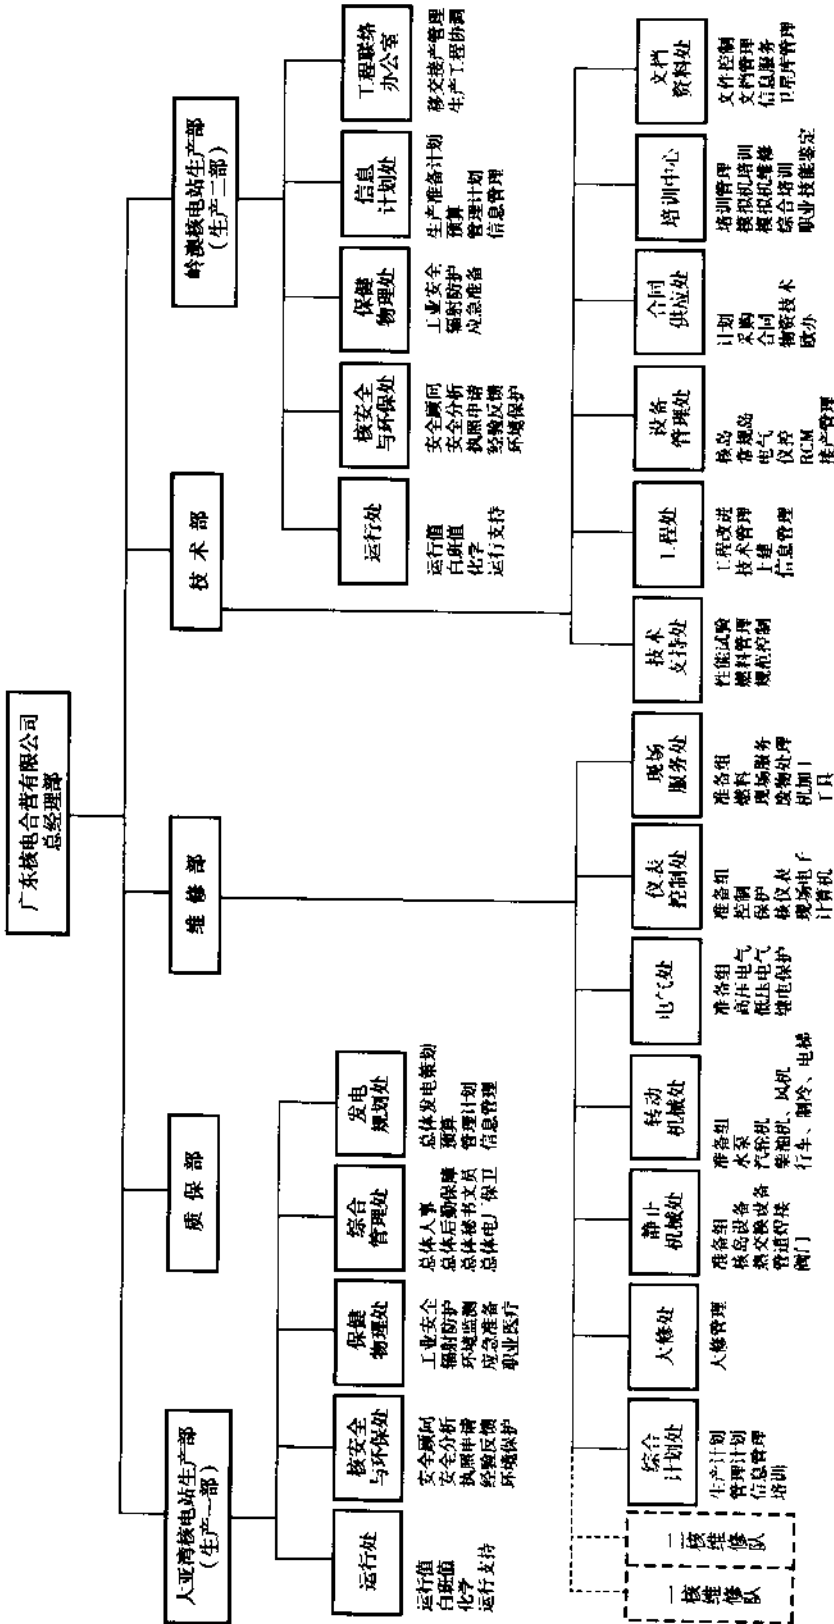 广东核电合营有限公司
总经理部
大亚湾核电站生产部
（生产一部）
质保部
维修部
技术部
岭澳核电站生产部
（生产二部）
运行处
运行值
白班值
化学
运行支持
核安全
与环保处
安全顾问
安全分析
执照申请
经验反馈
环境保护
保健
物理处
工业安全
辐射防护
环境监测
应急准备
职业医疗
综合
管理处
总体人事
总体后勤保障
总体秘书文员
总体电厂保卫
发电
规划处
总体发电策划
预算
管理计划
信息管理
运行处
运行值
白班值
化学
运行支持
核安全
与环保处
安全顾问
安全分析
执照申请
经验反馈
环境保护
保健
物理处
工业安全
辐射防护
应急准备
信息
计划处
生产准备计划
预算
管理计划
信息管理
工程联络
办公室
移交接产管理
生产工程协调
一核维修队
二核维修队
综合
计划处
生产计划
管理计划
信息管理
培训
大修处
大修管理
静止
机械处
准备组
核岛设备
热交换设备
管道焊接
阀门
转动
机械处
准备组
水泵
汽轮机
柴油机、风机
行车、制冷、电梯
电气处
准备组
高压电气
低压电气
继电保护
仪表
控制处
准备组
控制
保护
核仪表
现场电子
计算机
现场
服务处
准备组
燃料
现场服务
废物处理
机加工
工具
技术
支持处
性能试验
燃料管理
规范控制
工程处
工程改进
技术管理
土建
信息管理
设备
管理处
核岛
常规岛
电气
仪控
RCM
接产管理
合同
供应处
计划
采购
合同
物资技术
欧办
培训中心
培训管理
模拟机培训
模拟机维修
综合培训
职业技能鉴定
文档
资料处
文件控制
文档管理
信息服务
卫星库管理